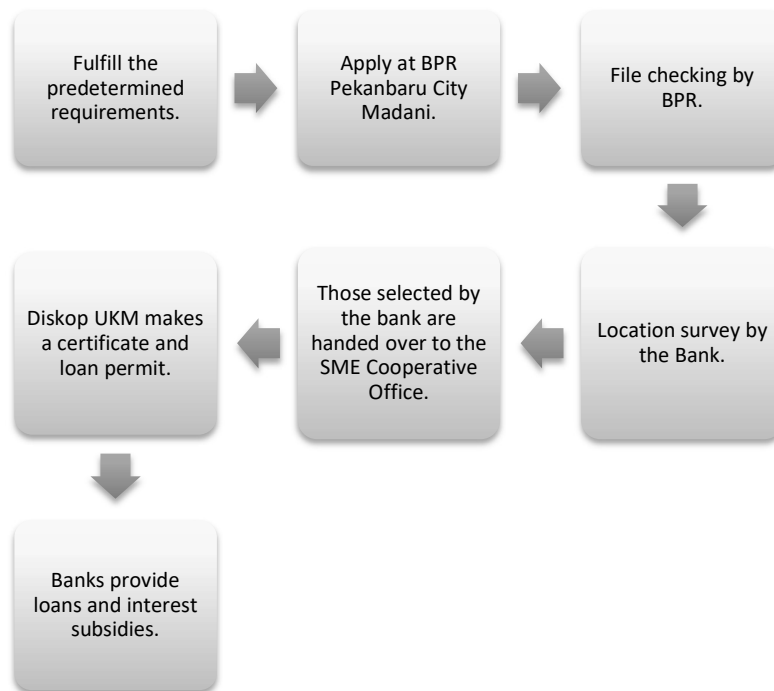 Fulfill the
predetermined
requirements.
Apply at BPR
Pekanbaru City
Madani.
File checking by
BPR.
Location survey by
the Bank.
Those selected by
the bank are
handed over to the
SME Cooperative
Office.
Diskop UKM makes
a certificate and
loan permit.
Banks provide
loans and interest
subsidies.